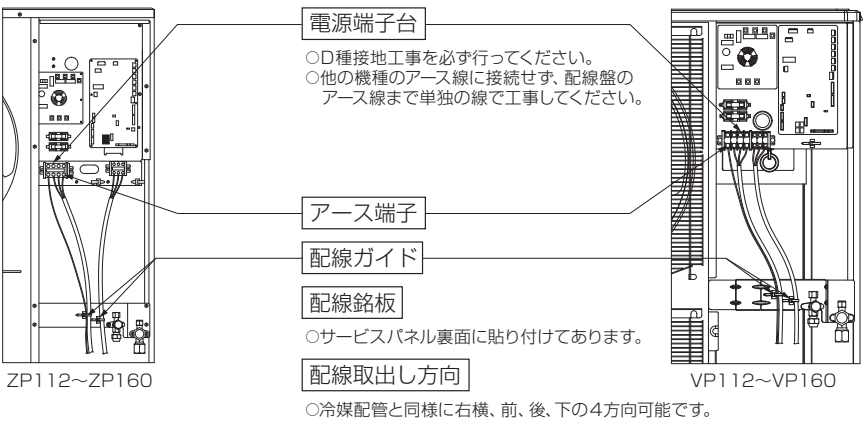 電源端子台
○D種接地工事を必ず行ってください。
○他の機種のアース線に接続せず、配線盤の
アース線まで単独の線で工事してください。
アース端子
配線ガイド
配線銘板
○サービスパネル裏面に貼り付けてあります。
配線取出し方向
○冷媒配管と同様に右横、前、後、下の4方向可能です。
ZP112～ZP160
VP112～VP160